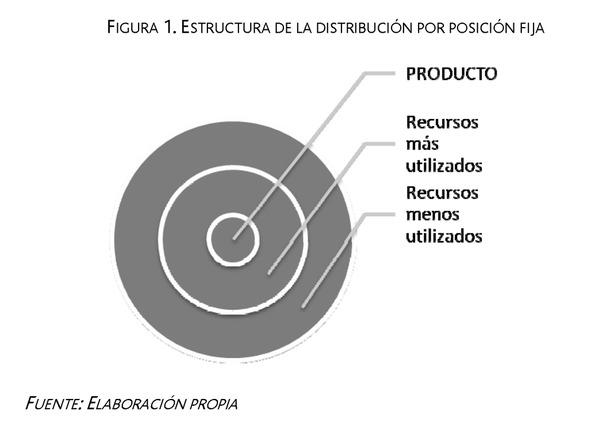 FIGURA 1. ESTRUCTURA DE LA DISTRIBUCIÓN POR POSICIÓN FIJA
PRODUCTO
Recursos
más
utilizados
Recursos
menos
utilizados
FUENTE: ELABORACIÓN PROPIA